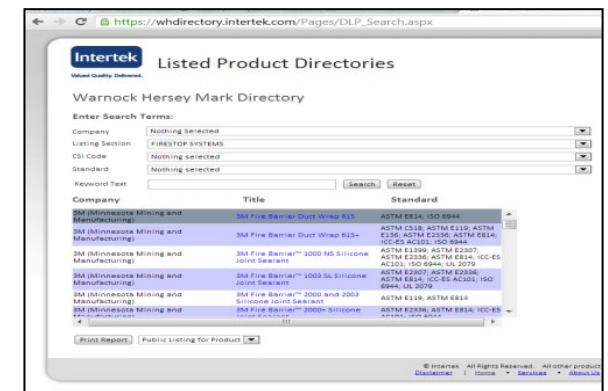 https://whdirectory.intertek.com/Pages/DLP_Search.aspx
Intertek
Valued Quality. Delivered.
Listed Product Directories
Warnock Hersey Mark Directory
Enter Search Terms:
Company Nothing Selected
Listing Section FIRESTOP SYSTEMS
CSI Code Nothing selected
Standard Nothing selected
Keyword Text Search Reset
Company Title Standard
3M (Minnesota Mining and Manufacturing) 3M Fire Barrier Duct Wrap 615 ASTM E814; ISO 6944
3M (Minnesota Mining and Manufacturing) 3M Fire Barrier Duct Wrap 615+ ASTM C518; ASTM E119; ASTM
E136; ASTM E2336; ASTM E814;
ICC-ES AC101; ISO 6944
3M (Minnesota Mining and Manufacturing) 3M Fire Barrier™ 1000 NS Silicone Joint Sealant ASTM E1399; ASTM E2307;
ASTM E2336; ASTM E814; ICC-ES
AC101; ISO 6944; UL 2079
3M (Minnesota Mining and Manufacturing) 3M Fire Barrier™ 1003 SL Silicone Joint Sealant ASTM E2307; ASTM E2336;
ASTM E814; ICC-ES AC101; ISO
6944; UL 2079
3M (Minnesota Mining and Manufacturing) 3M Fire Barrier™ 2000 and 2003 Silicone Joint Sealant ASTM E119; ASTM E814
3M (Minnesota Mining and 3M Fire Barrier™ 2000+ Silicone ASTM E2336; ASTM E814; ICC-ES
Print Report Public Listing for Product
© Intertek All Rights Reserved. All other product
Disclaimer | Home • Services • About Us